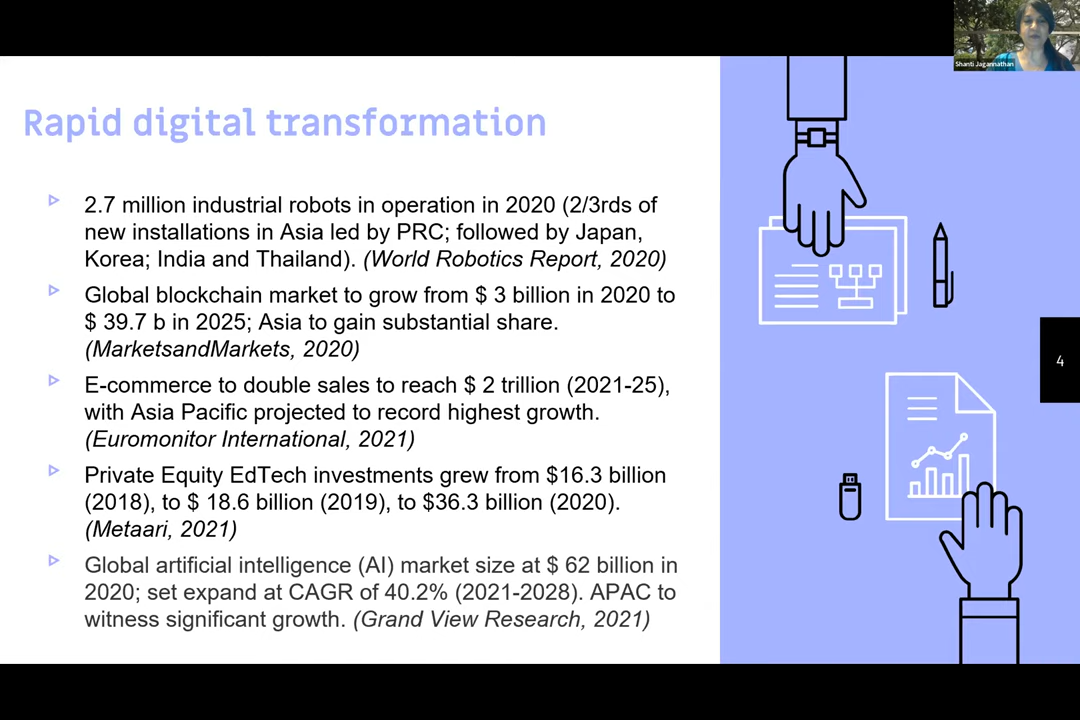 Shanti Jagannathan
Rapid digital transformation
2.7 million industrial robots in operation in 2020 (2/3rds of
new installations in Asia led by PRC; followed by Japan,
Korea; India and Thailand). (World Robotics Report, 2020)
Global blockchain market to grow from $ 3 billion in 2020 to
$ 39.7 b in 2025; Asia to gain substantial share.
(MarketsandMarkets, 2020)
E-commerce to double sales to reach $ 2 trillion (2021-25),
with Asia Pacific projected to record highest growth.
(Euromonitor International, 2021)
Private Equity EdTech investments grew from $16.3 billion
(2018), to $ 18.6 billion (2019), to $36.3 billion (2020).
(Metaari, 2021)
Global artificial intelligence (AI) market size at $ 62 billion in
2020; set expand at CAGR of 40.2% (2021-2028). APAC to
witness significant growth. (Grand View Research, 2021)
4